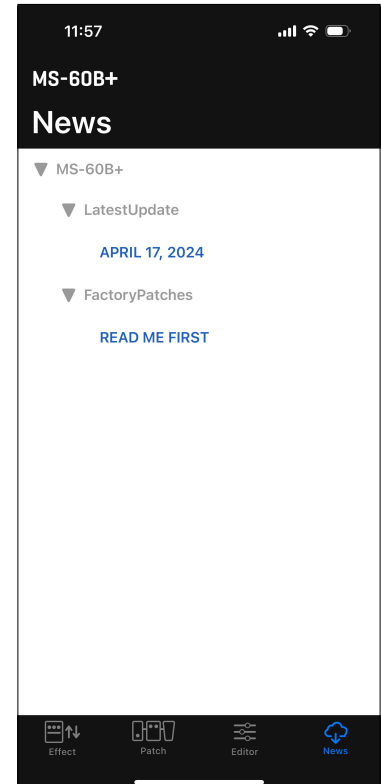 11:57
MS-60B+
News
MS-60B+
LatestUpdate
APRIL 17, 2024
FactoryPatches
READ ME FIRST
Effect
Patch
Editor
News